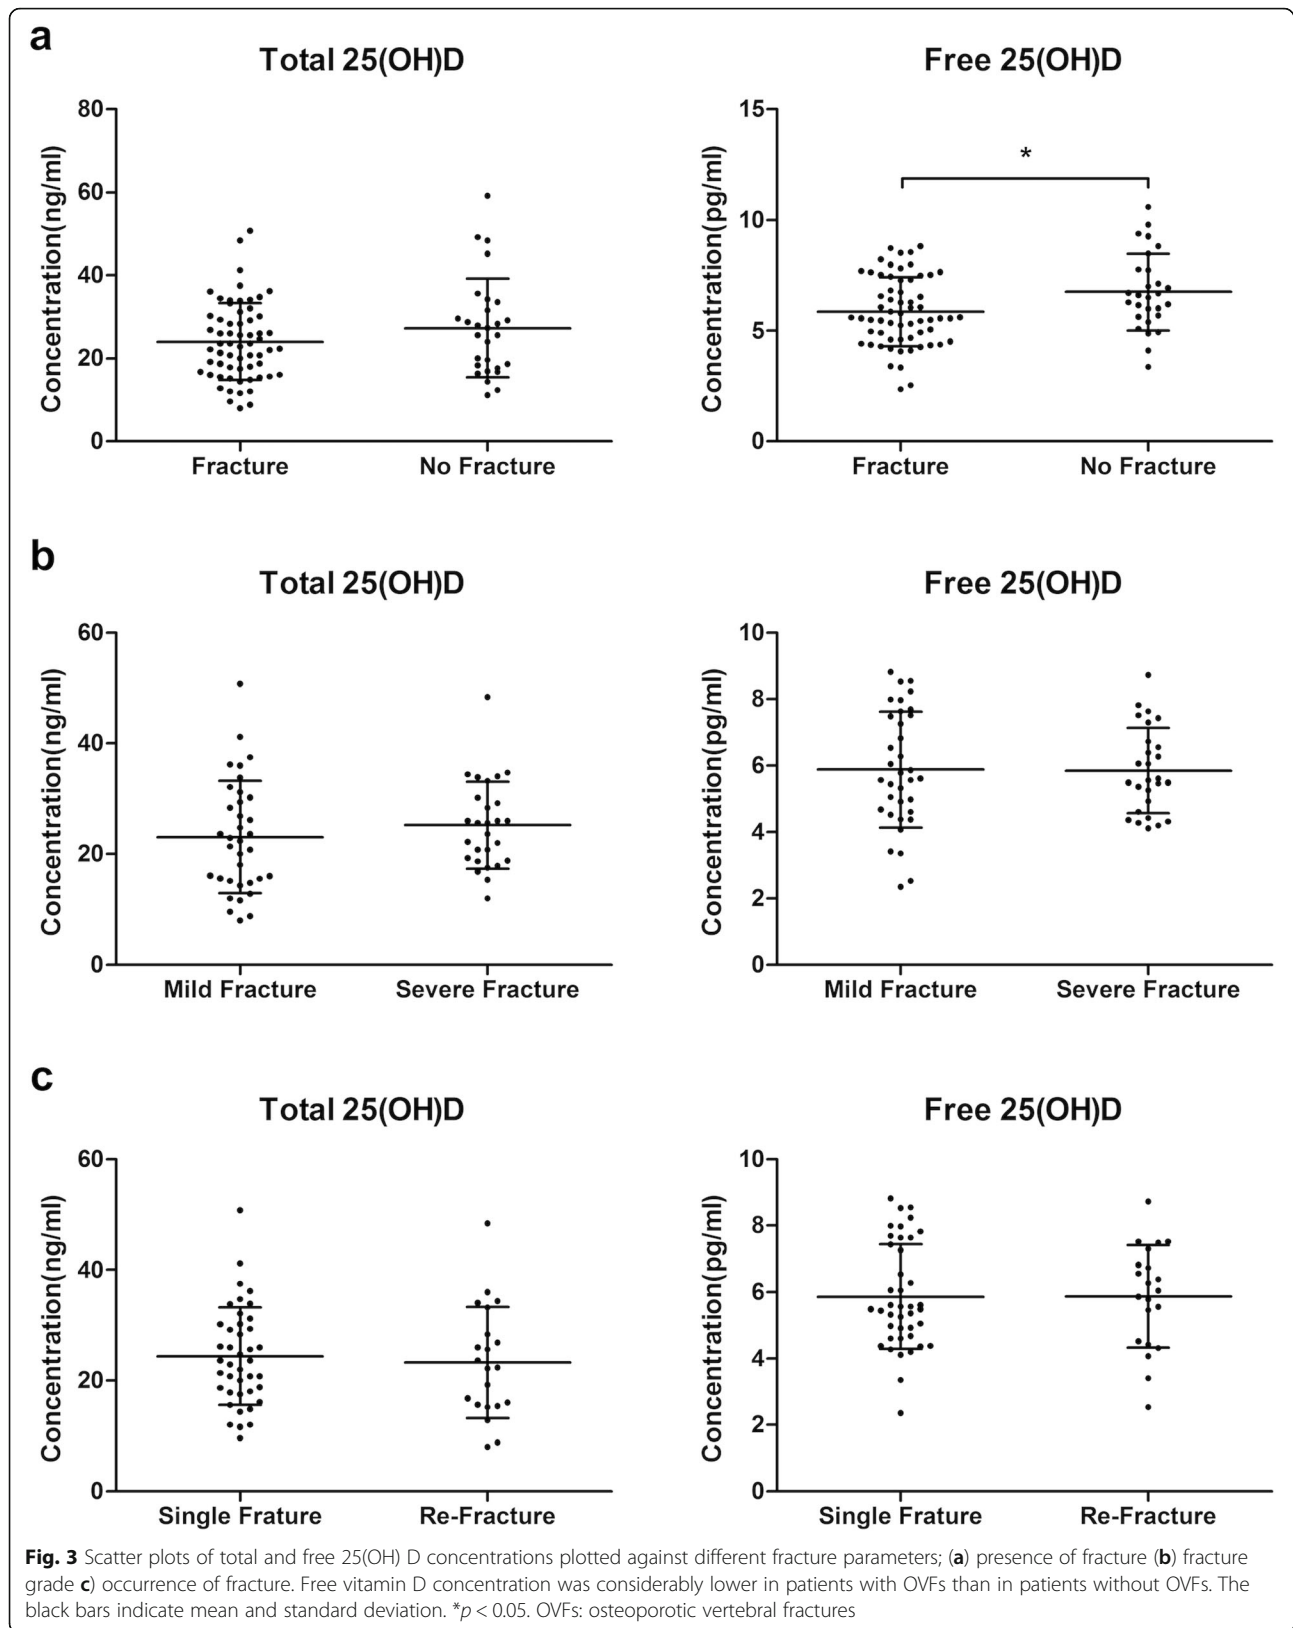 a
Total 25(OH)D
Free 25(OH)D
Concentration(ng/ml)
80
60
40
20
0
Fracture
No Fracture
Concentration(pg/ml)
15
10
5
0
*
Fracture
No Fracture
b
Total 25(OH)D
Free 25(OH)D
Concentration(ng/ml)
60
40
20
0
Mild Fracture
Severe Fracture
Concentration(pg/ml)
10
8
6
4
2
0
Mild Fracture
Severe Fracture
c
Total 25(OH)D
Free 25(OH)D
Concentration(ng/ml)
60
40
20
0
Single Frature
Re-Fracture
Concentration(pg/ml)
10
8
6
4
2
0
Single Frature
Re-Fracture
Fig. 3 Scatter plots of total and free 25(OH) D concentrations plotted against different fracture parameters; (a) presence of fracture (b) fracture
grade c) occurrence of fracture. Free vitamin D concentration was considerably lower in patients with OVFs than in patients without OVFs. The
black bars indicate mean and standard deviation. *p < 0.05. OVFs: osteoporotic vertebral fractures